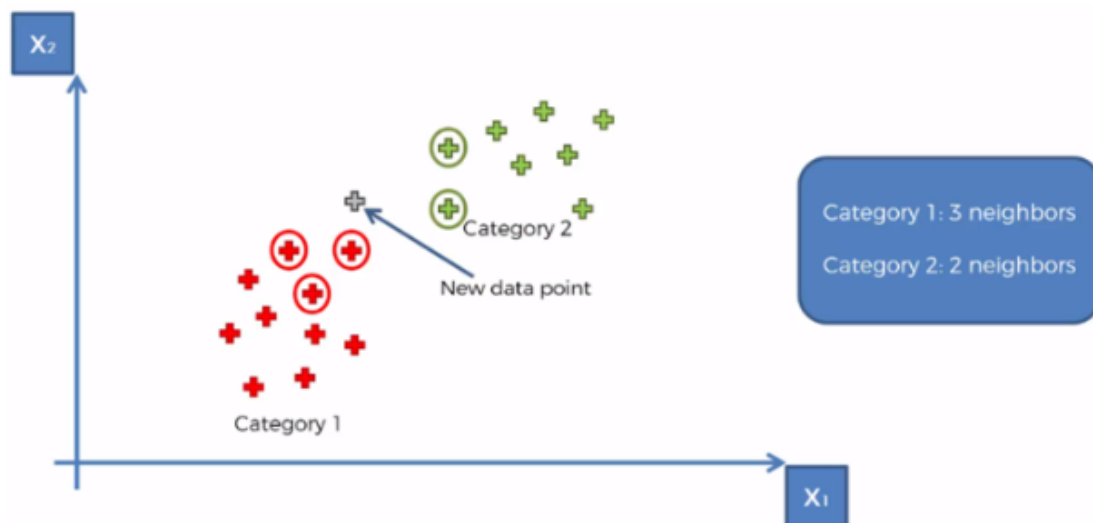 X₂
Category 1: 3 neighbors
Category 2
Category 2: 2 neighbors
New data point
Category 1
X₁